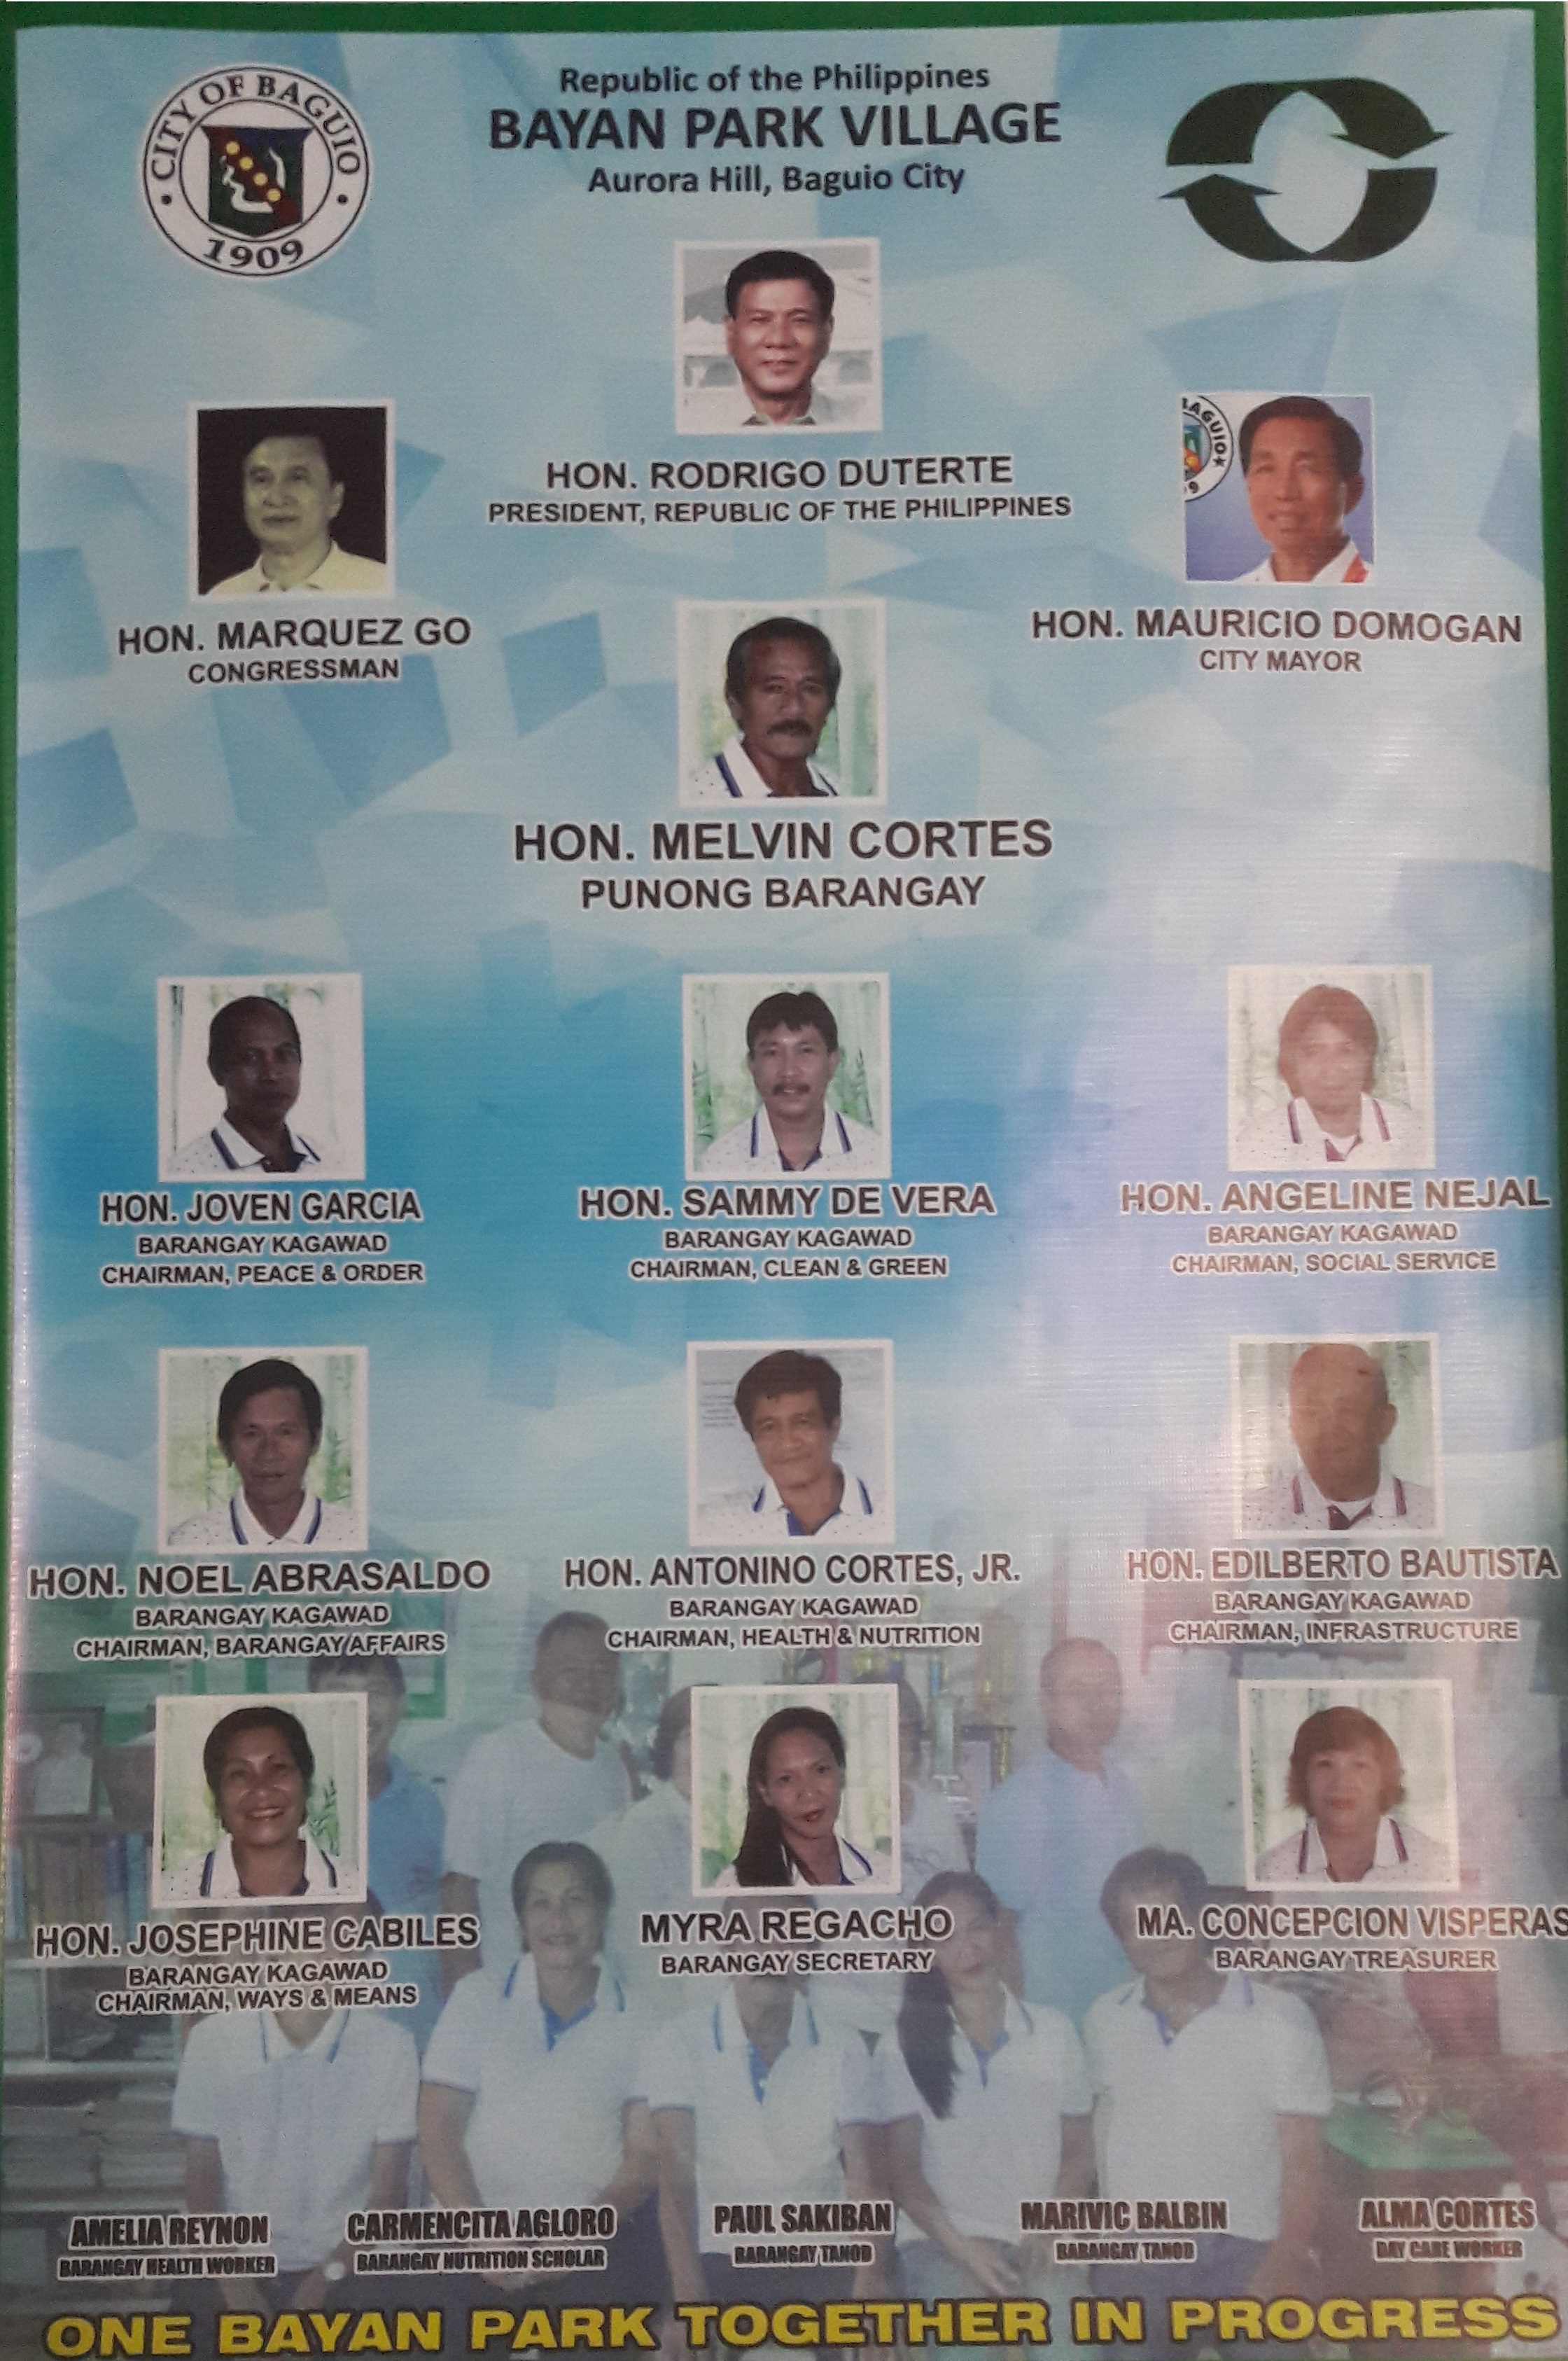 CITY OF BAGUIO
1909
Republic of the Philippines
BAYAN PARK VILLAGE
Aurora Hill, Baguio City
HON. RODRIGO DUTERTE
PRESIDENT, REPUBLIC OF THE PHILIPPINES
HON. MARQUEZ GO
CONGRESSMAN
BAGUIO
9
HON. MAURICIO DOMOGAN
CITY MAYOR
HON. MELVIN CORTES
PUNONG BARANGAY
HON. JOVEN GARCIA
BARANGAY KAGAWAD
CHAIRMAN, PEACE & ORDER
HON. SAMMY DE VERA
BARANGAY KAGAWAD
CHAIRMAN, CLEAN & GREEN
HON. ANGELINE NEJAL
BARANGAY KAGAWAD
CHAIRMAN, SOCIAL SERVICE
HON. NOEL ABRASALDO
BARANGAY KAGAWAD
CHAIRMAN, BARANGAY AFFAIRS
HON. ANTONINO CORTES, JR.
BARANGAY KAGAWAD
CHAIRMAN, HEALTH & NUTRITION
HON. EDILBERTO BAUTISTA
BARANGAY KAGAWAD
CHAIRMAN, INFRASTRUCTURE
HON. JOSEPHINE CABILES
BARANGAY KAGAWAD
CHAIRMAN, WAYS & MEANS
MYRA REGACHO
BARANGAY SECRETARY
MA. CONCEPCION VISPERAS
BARANGAY TREASURER
AMELIA REYNON
BARANGAY HEALTH WORKER
CARMENCITA AGLORO
BARANGAY NUTRITION SCHOLAR
PAUL SAKIBAN
BARANGAY TANOD
MARIVIC BALBIN
BARANGAY TANOD
ALMA CORTES
DAY CARE WORKER
ONE BAYAN PARK TOGETHER IN PROGRESS